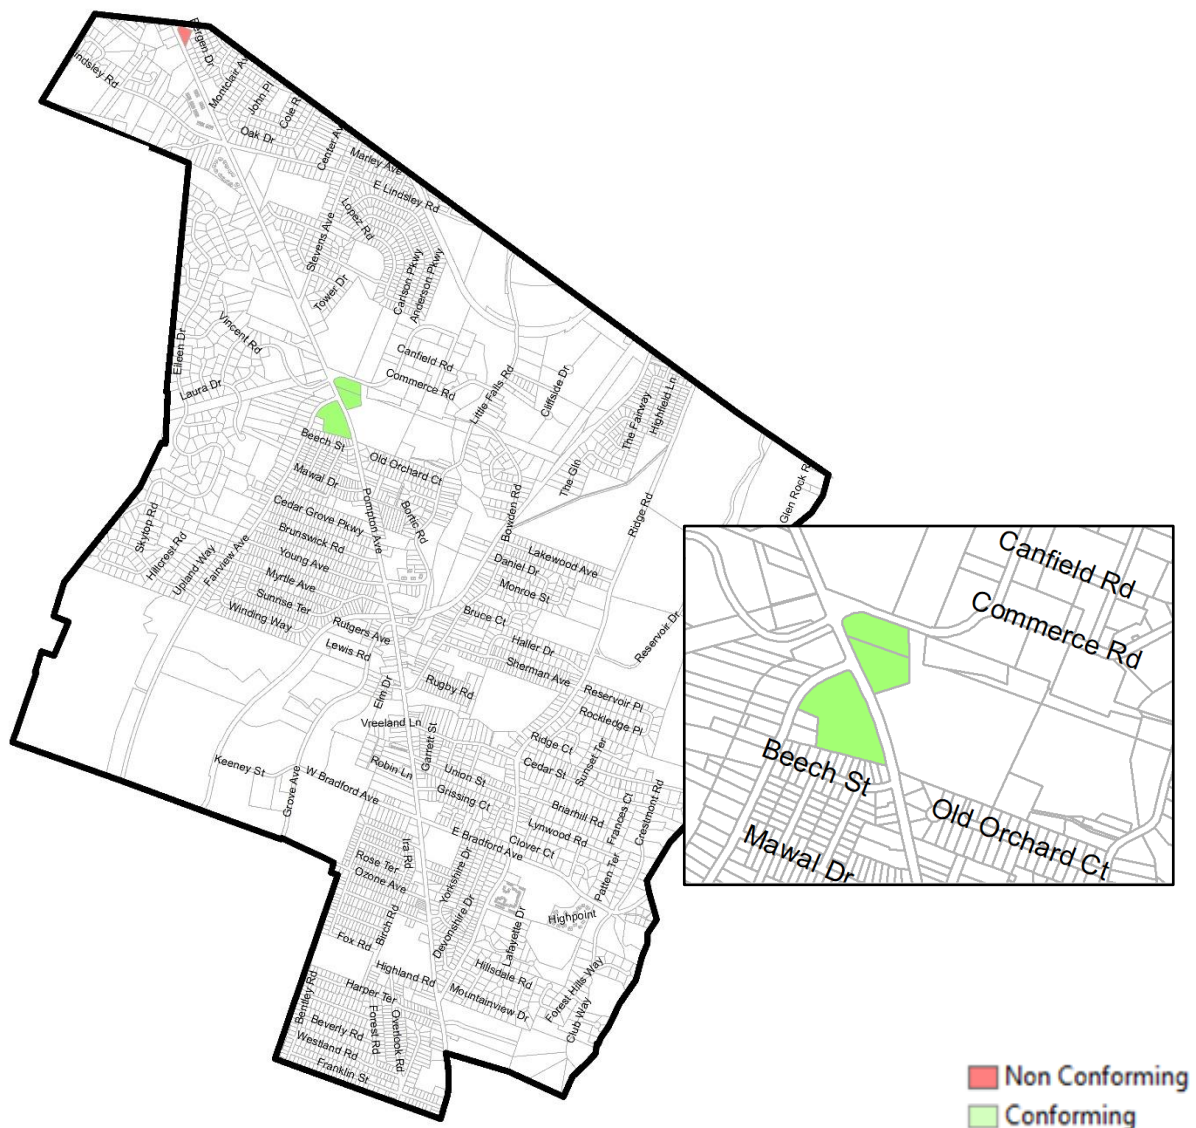 Bergen Dr
Lindsley Rd
Montclair Av
John Pl
Cole R
Oak Dr
Center Av
Marley Ave
E Lindsley Rd
Lopez Rd
Stevens Ave
Carlson Pkwy
Anderson Pkwy
Tower Dr
Vincent Rd
Eileen Dr
Canfield Rd
Commerce Rd
Laura Dr
Little Falls Rd
Cliffside Dr
The Fairway
Highfield Ln
Beech St
Old Orchard Ct
Mawal Dr
The Gln
Glen Rock R
Pompton Ave
Bortic Rd
Bowden Rd
Ridge Rd
Skytop Rd
Cedar Grove Pkwy
Brunswick Rd
Hillcrest Rd
Upland Way
Fairview Ave
Young Ave
Lakewood Ave
Daniel Dr
Myrtle Ave
Monroe St
Sunrise Ter
Winding Way
Bruce Ct
Rutgers Ave
Haller Dr
Reservoir Dr
Lewis Rd
Sherman Ave
Elm Dr
Rugby Rd
Reservoir Pl
Rockledge Pl
Vreeland Ln
Garrett St
Ridge Ct
Sunset Ter
Keeney St
Robin Ln
Union St
Cedar St
W Bradford Ave
Grove Ave
Grissing Ct
Briarhill Rd
Frances Ct
Crestmont Rd
Lynwood Rd
E Bradford Ave
Clover Ct
Ira Rd
Rose Ter
Ozone Ave
Yorkshire Dr
Patten Ter
Birch Rd
Devonshire Dr
Lafayette Dr
Highpoint
Fox Rd
Highland Rd
Hillsdale Rd
Forest Hills Way
Harper Ter
Mountainview Dr
Club Way
Bentley Rd
Beverly Rd
Forest Rd
Overlook Rd
Westland Rd
Franklin St
Canfield Rd
Commerce Rd
Beech St
Old Orchard Ct
Mawal Dr
Non Conforming
Conforming